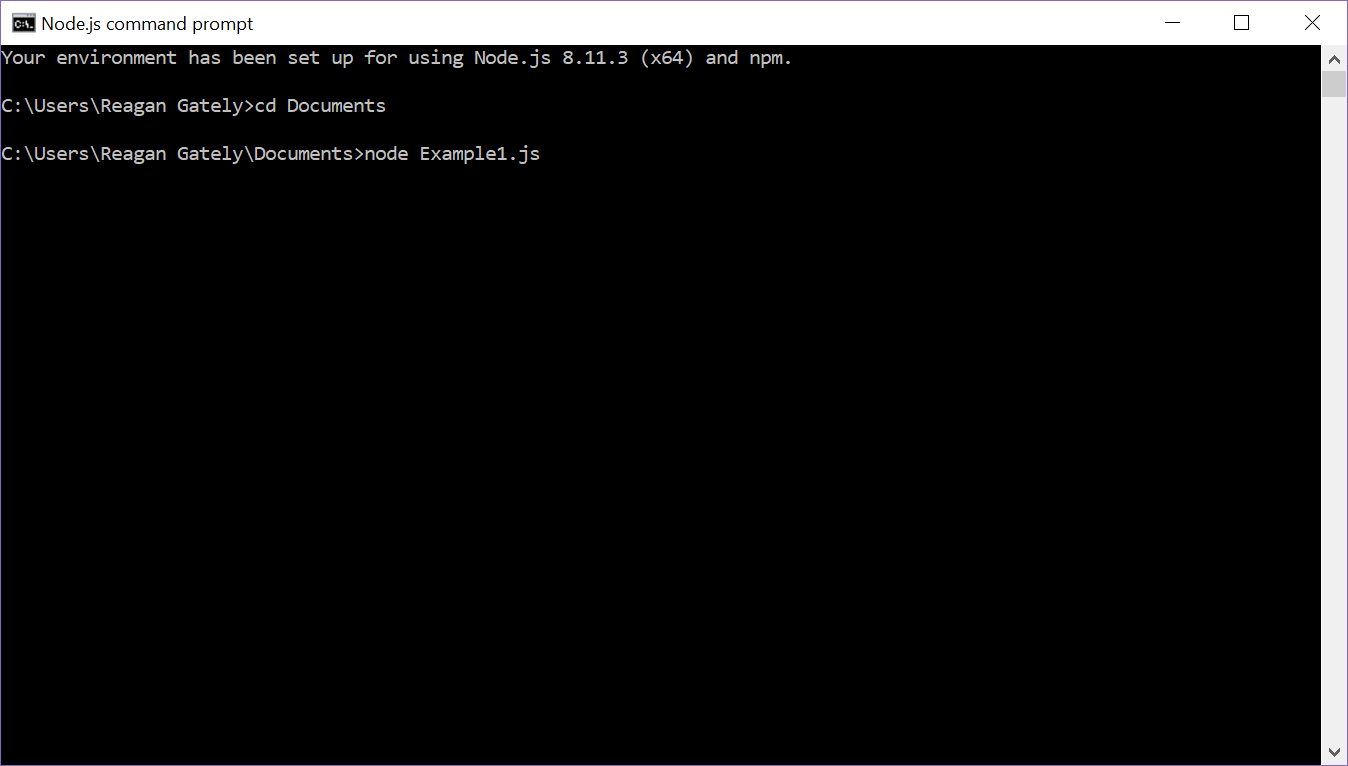 Node.js command prompt
Your environment has been set up for using Node.js 8.11.3 (x64) and npm.
C:\Users\Reagan Gately>cd Documents
C:\Users\Reagan Gately\Documents>node Example1.js